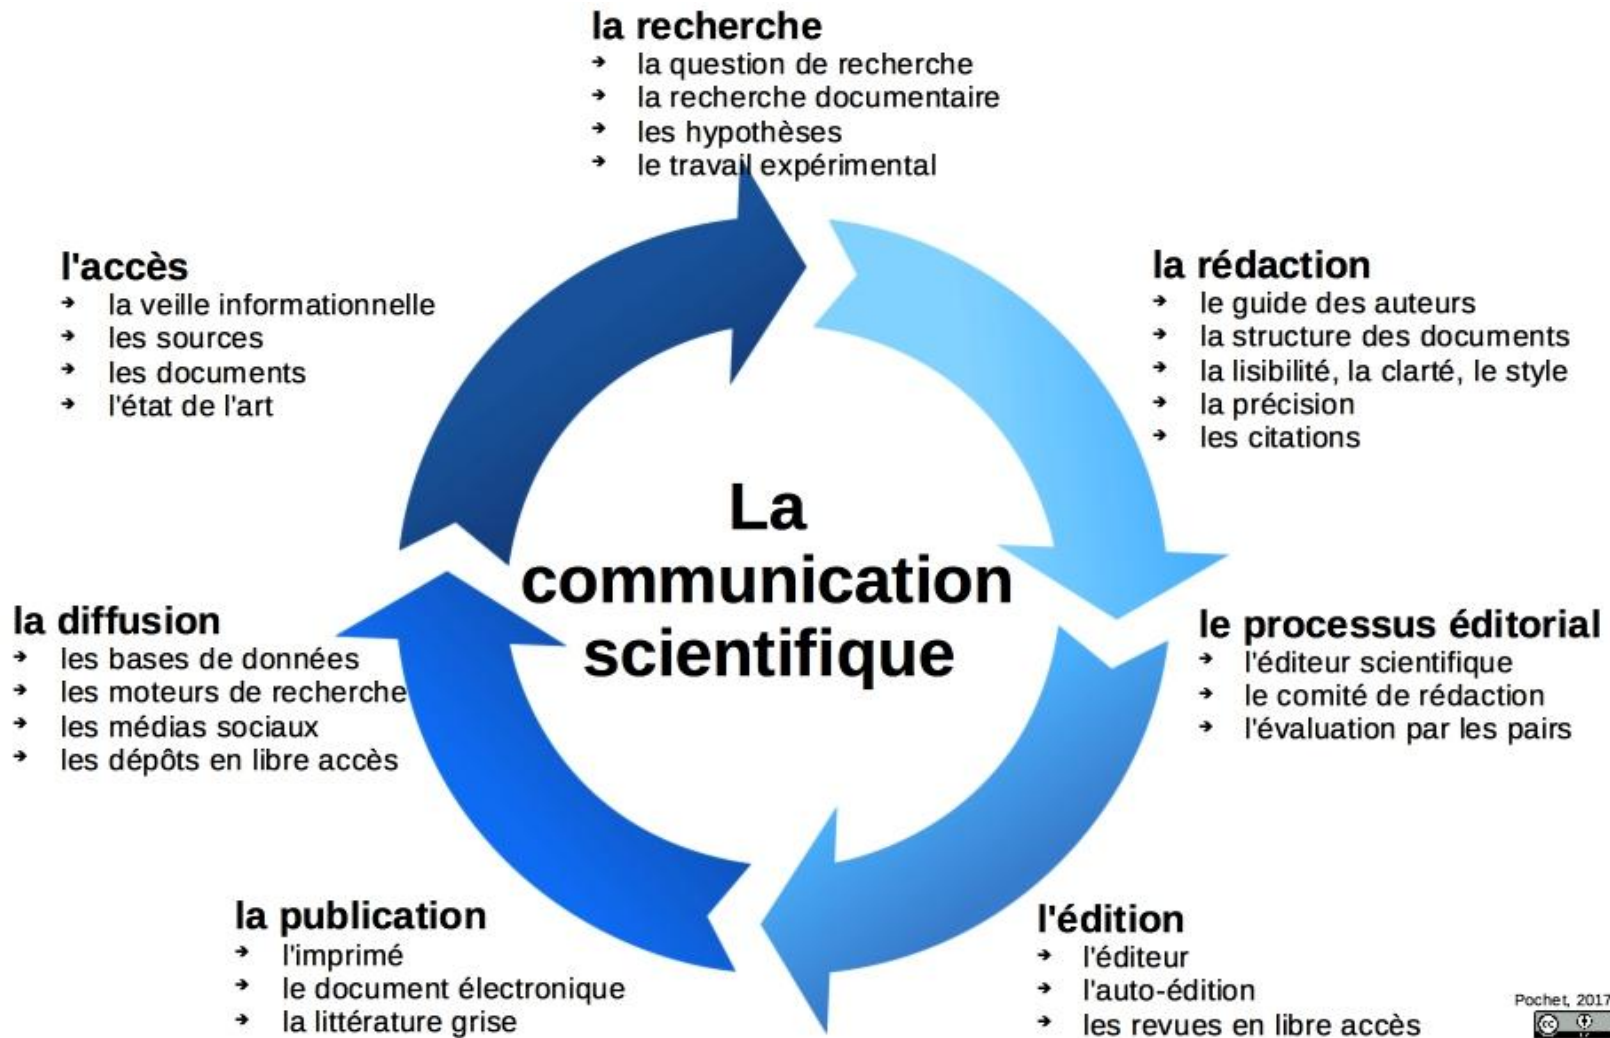 la recherche
➔ la question de recherche
➔ la recherche documentaire
➔ les hypothèses
➔ le travail expérimental
la rédaction
➔ le guide des auteurs
➔ la structure des documents
➔ la lisibilité, la clarté, le style
➔ la précision
➔ les citations
le processus éditorial
➔ l'éditeur scientifique
➔ le comité de rédaction
➔ l'évaluation par les pairs
l'édition
➔ l'éditeur
➔ l'auto-édition
➔ les revues en libre accès
la publication
➔ l'imprimé
➔ le document électronique
➔ la littérature grise
la diffusion
➔ les bases de données
➔ les moteurs de recherche
➔ les médias sociaux
➔ les dépôts en libre accès
l'accès
➔ la veille informationnelle
➔ les sources
➔ les documents
➔ l'état de l'art
La
communication
scientifique
Pochet, 2017
cc